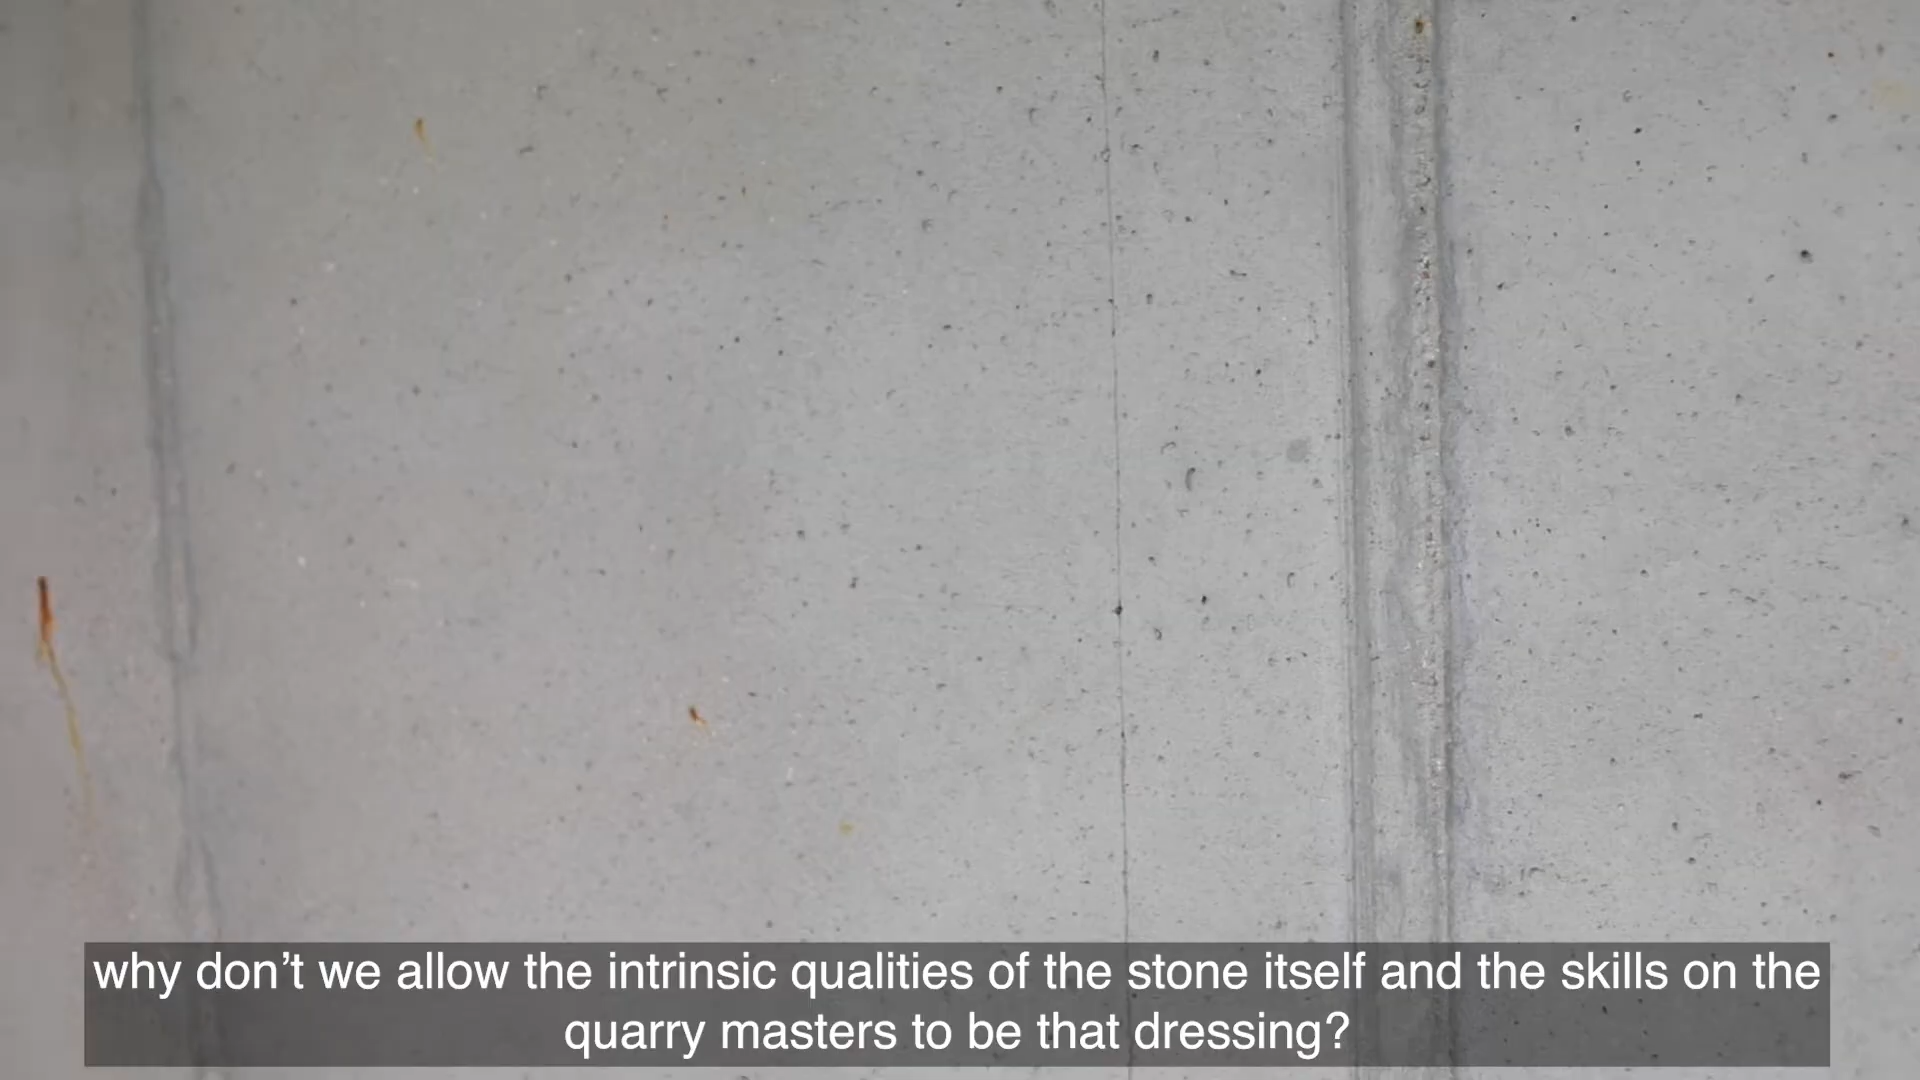 why don’t we allow the intrinsic qualities of the stone itself and the skills on the
quarry masters to be that dressing?